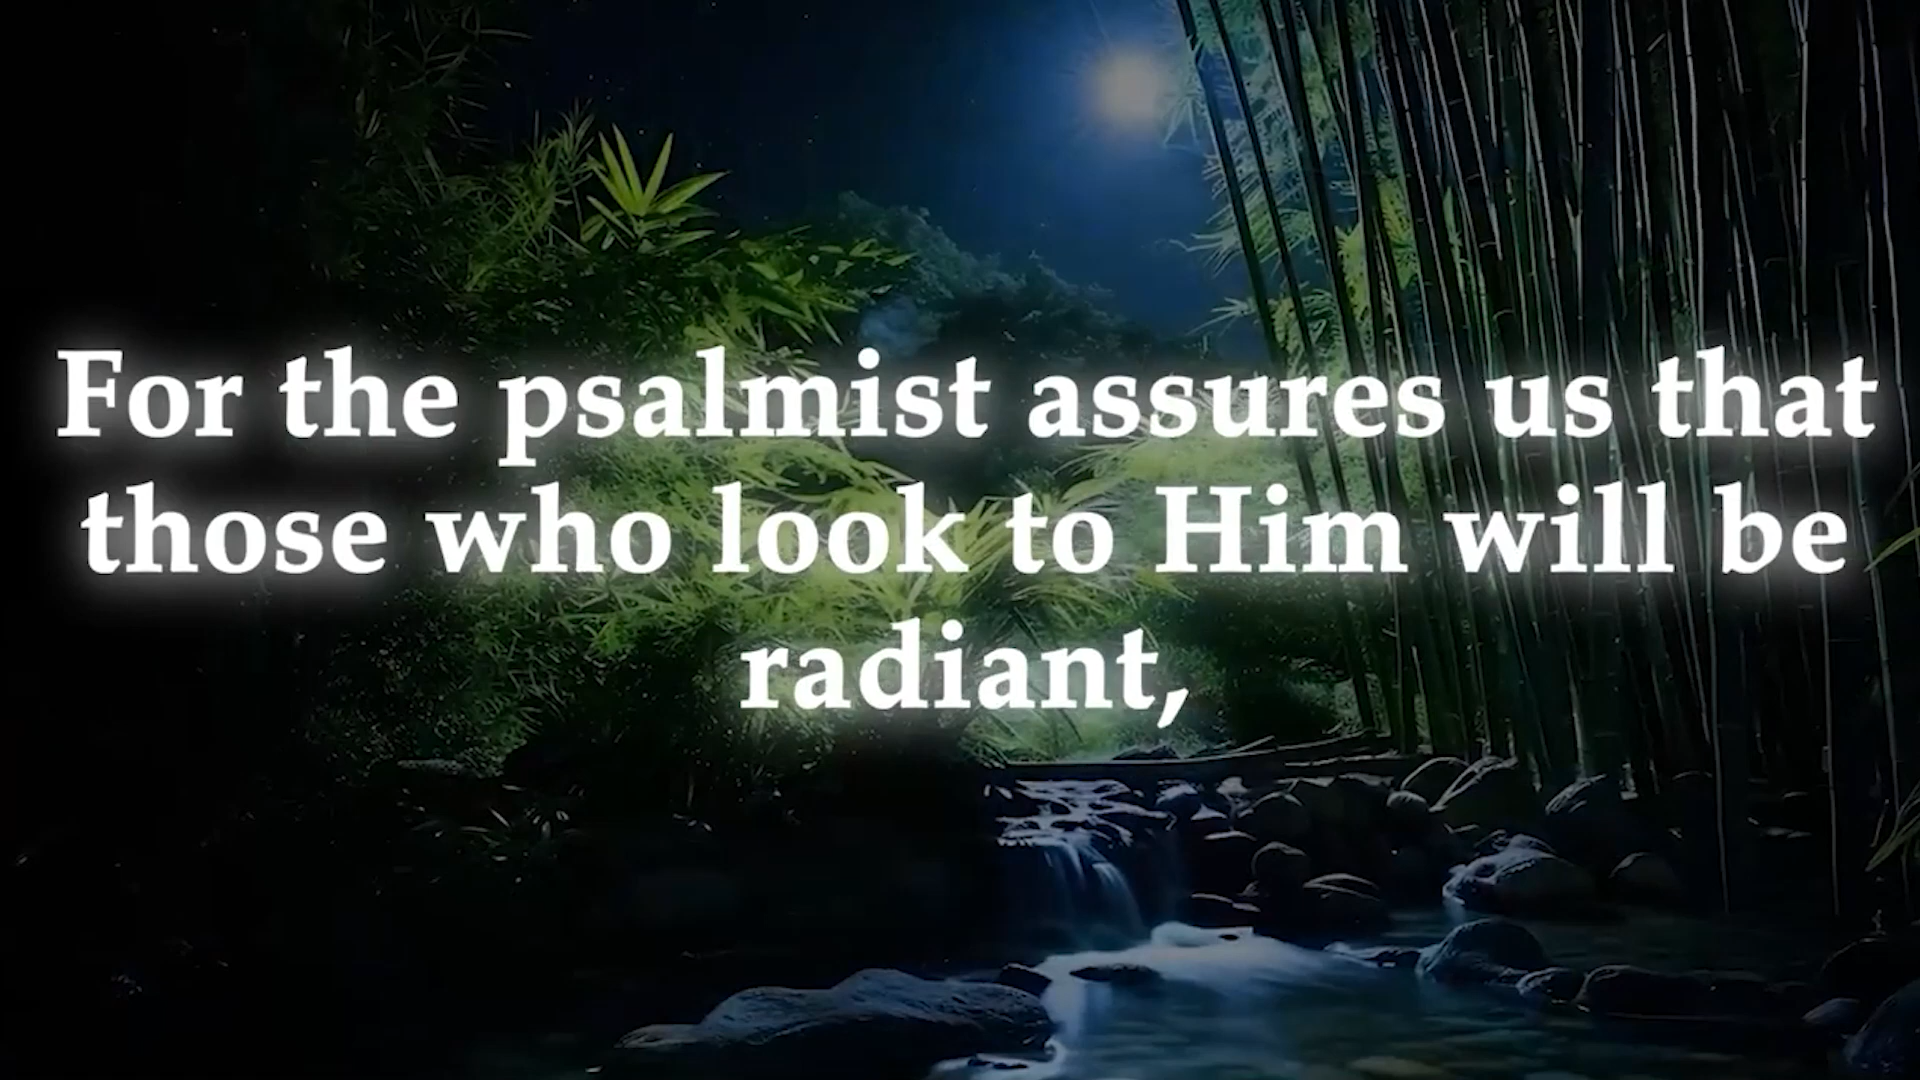 For the psalmist assures us that
those who look to Him will be
radiant,